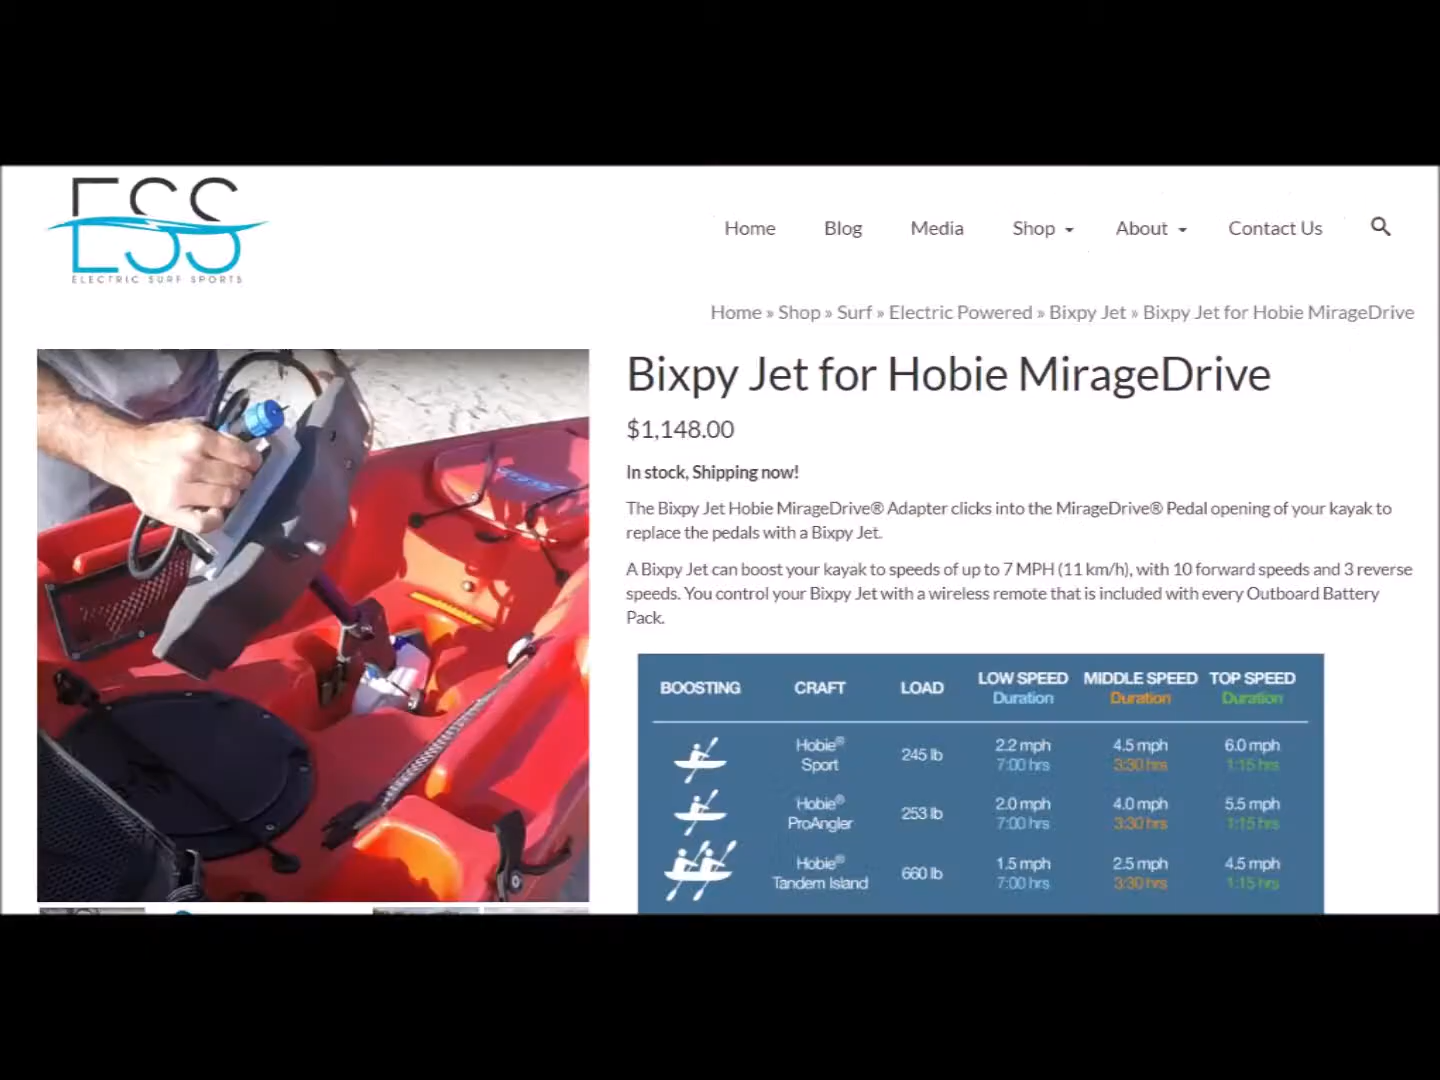 ESS
ELECTRIC SURF SPORTS
Home Blog Media Shop About Contact Us
Home » Shop » Surf » Electric Powered » Bixpy Jet » Bixpy Jet for Hobie MirageDrive
Bixpy Jet for Hobie MirageDrive
$1,148.00
In stock, Shipping now!
The Bixpy Jet Hobie MirageDrive® Adapter clicks into the MirageDrive® Pedal opening of your kayak to
replace the pedals with a Bixpy Jet.
A Bixpy Jet can boost your kayak to speeds of up to 7 MPH (11 km/h), with 10 forward speeds and 3 reverse
speeds. You control your Bixpy Jet with a wireless remote that is included with every Outboard Battery
Pack.
BOOSTING CRAFT LOAD LOW SPEED MIDDLE SPEED TOP SPEED
Duration Duration Duration
Hobie® Sport 245 lb 2.2 mph 4.5 mph 6.0 mph
7:00 hrs 3:30 hrs 1:15 hrs
Hobie® ProAngler 253 lb 2.0 mph 4.0 mph 5.5 mph
7:00 hrs 3:30 hrs 1:15 hrs
Hobie® Tandem Island 660 lb 1.5 mph 2.5 mph 4.5 mph
7:00 hrs 3:30 hrs 1:15 hrs